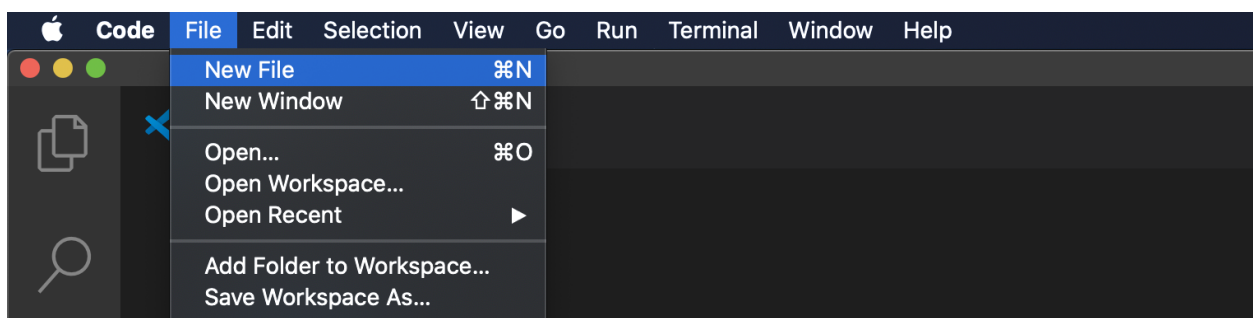 Code File Edit Selection View Go Run Terminal Window Help
New File ⌘N
New Window ⇧⌘N
Open... ⌘O
Open Workspace...
Open Recent ▶
Add Folder to Workspace...
Save Workspace As...